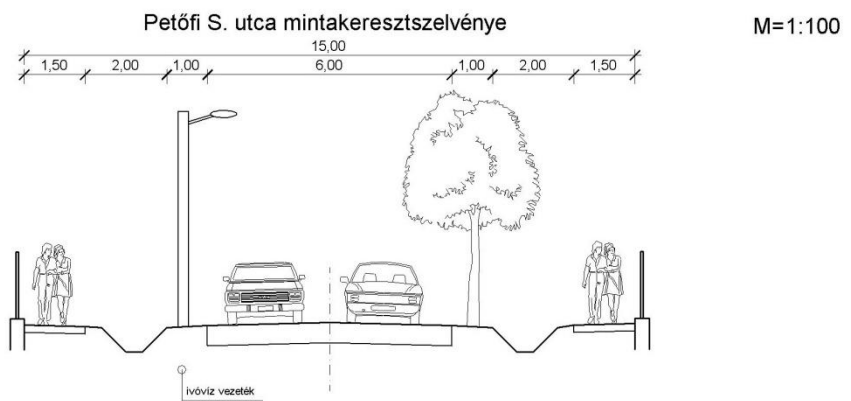 Petőfi S. utca mintakeresztszelvénye
M=1:100
15,00
1,50 2,00 1,00 6,00 1,00 2,00 1,50
ivóvíz vezeték